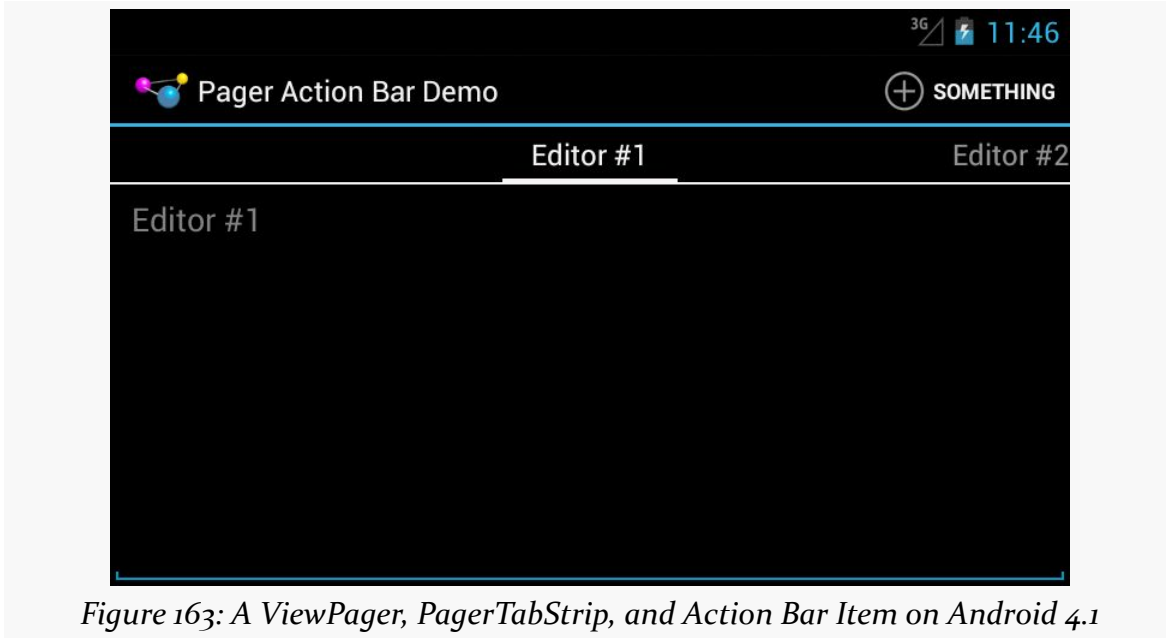 3G 11:46
Pager Action Bar Demo SOMETHING
Editor #1 Editor #2
Editor #1
Figure 163: A ViewPager, PagerTabStrip, and Action Bar Item on Android 4.1